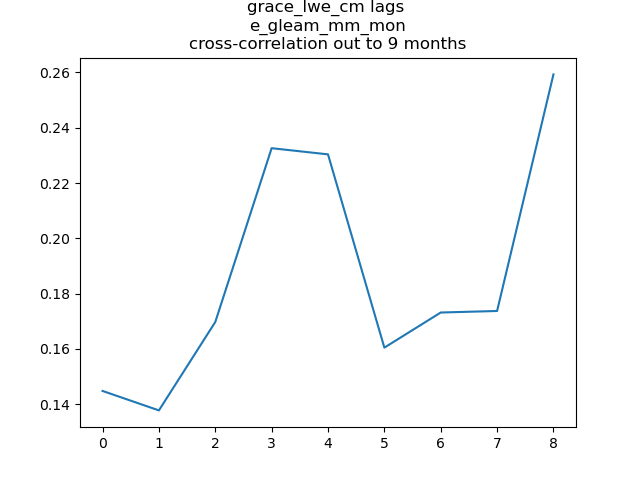 grace_lwe_cm lags
e_gleam_mm_mon
cross-correlation out to 9 months
0.26
0.24
0.22
0.20
0.18
0.16
0.14
0 1 2 3 4 5 6 7 8